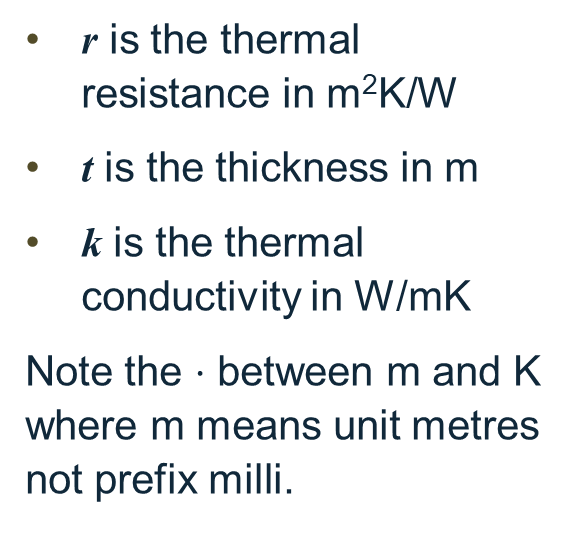 • r is the thermal
resistance in m²K/W
• t is the thickness in m
• k is the thermal
conductivity in W/mK
Note the · between m and K
where m means unit metres
not prefix milli.